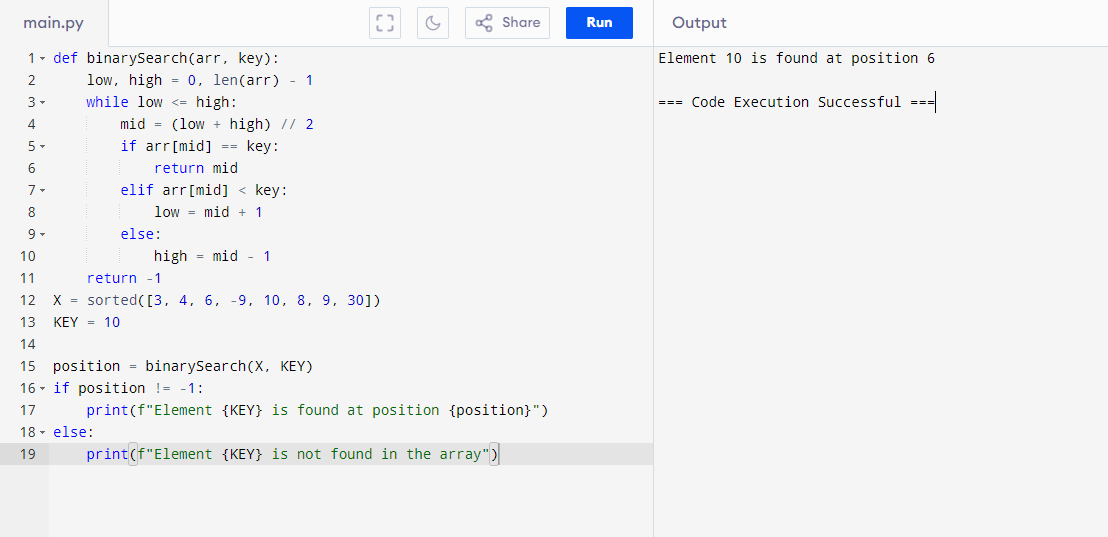 main.py
Share
Run
Output
1 def binarySearch(arr, key):
2     low, high = 0, len(arr) - 1
3     while low <= high:
4         mid = (low + high) // 2
5         if arr[mid] == key:
6             return mid
7         elif arr[mid] < key:
8             low = mid + 1
9         else:
10             high = mid - 1
11     return -1
12 X = sorted([3, 4, 6, -9, 10, 8, 9, 30])
13 KEY = 10
14
15 position = binarySearch(X, KEY)
16 if position != -1:
17     print(f"Element {KEY} is found at position {position}")
18 else:
19     print(f"Element {KEY} is not found in the array")
Element 10 is found at position 6
=== Code Execution Successful ===